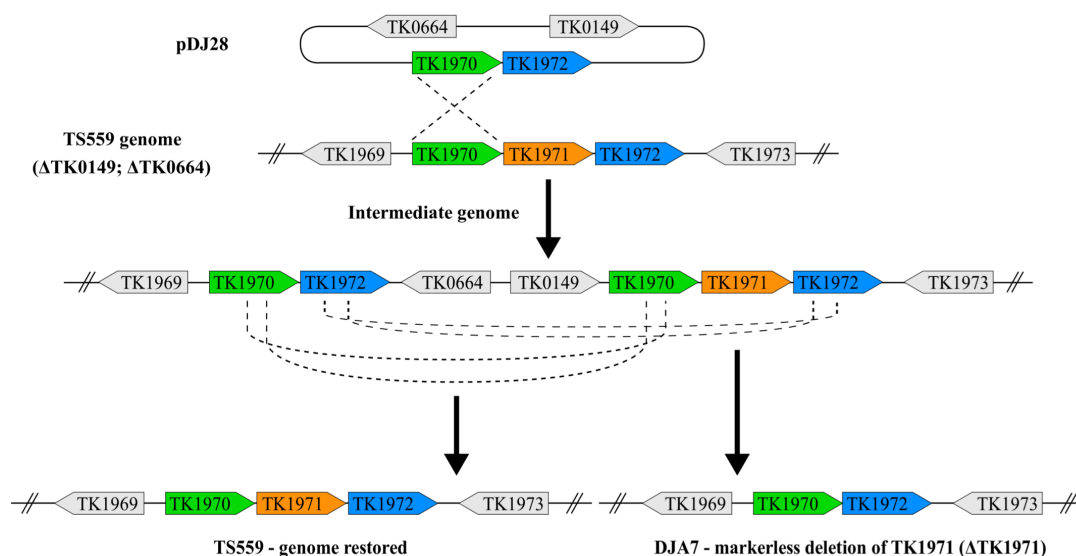 TK0664 TK0149
pDJ28
TK1970 TK1972
TS559 genome
(ΔTK0149; ΔTK0664)
TK1969 TK1970 TK1971 TK1972 TK1973
Intermediate genome
TK1969 TK1970 TK1972 TK0664 TK0149 TK1970 TK1971 TK1972 TK1973
TK1969 TK1970 TK1971 TK1972 TK1973 TK1969 TK1970 TK1972 TK1973
TS559 - genome restored DJA7 - markerless deletion of TK1971 (ΔTK1971)